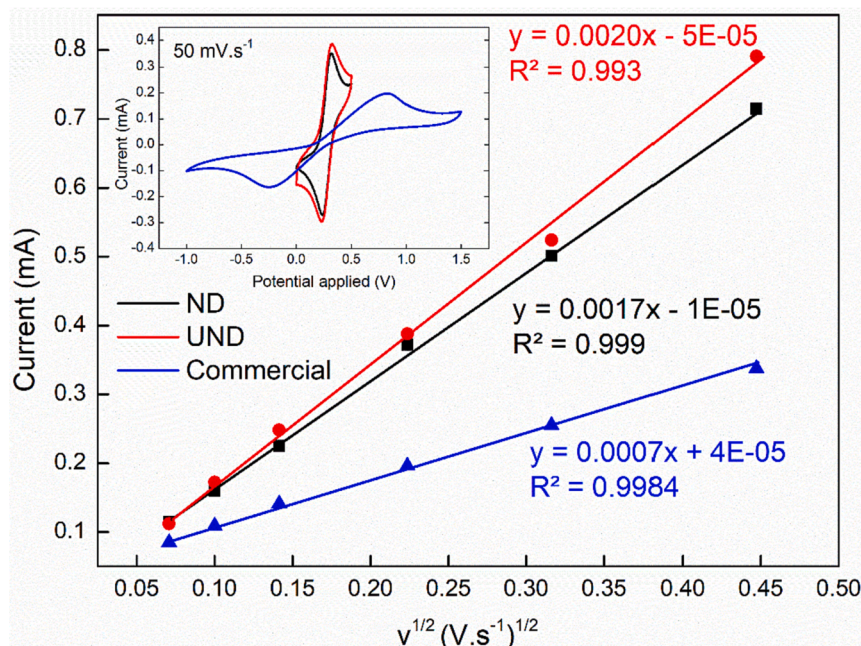 y = 0.0020x - 5E-05
R² = 0.993
50 mV.s⁻¹
0.4
0.3
0.2
0.1
0.0
-0.1
-0.2
-0.3
-0.4
Current (mA)
-1.0 -0.5 0.0 0.5 1.0 1.5
Potential applied (V)
ND
UND
Commercial
y = 0.0017x - 1E-05
R² = 0.999
y = 0.0007x + 4E-05
R² = 0.9984
0.8
0.7
0.6
0.5
0.4
0.3
0.2
0.1
Current (mA)
0.05 0.10 0.15 0.20 0.25 0.30 0.35 0.40 0.45 0.50
v¹/² (V.s⁻¹)¹/²